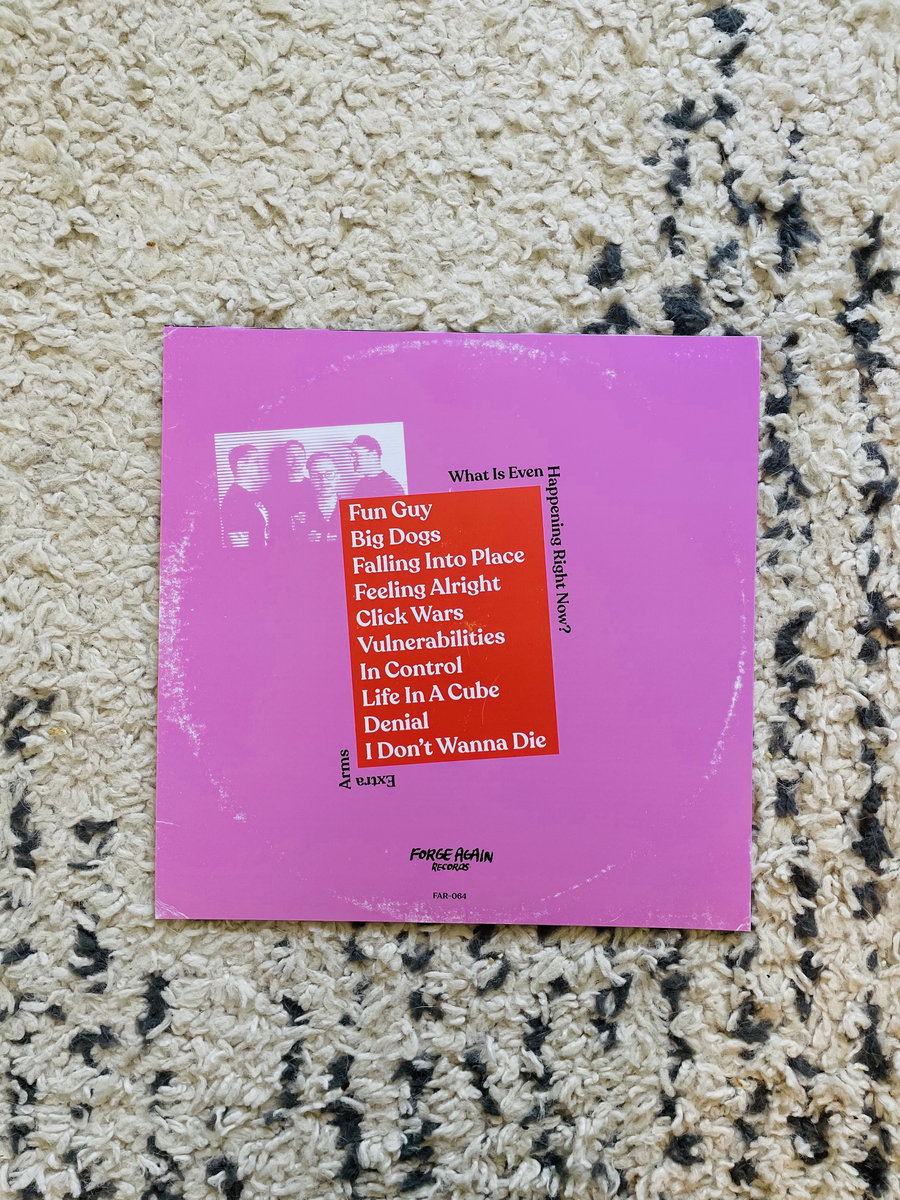 What Is Even
Happening Right Now?
Fun Guy
Big Dogs
Falling Into Place
Feeling Alright
Click Wars
Vulnerabilities
In Control
Life In A Cube
Denial
I Don't Wanna Die
Extra
Arms
FORGE AGAIN
RECORDS
FAR-064